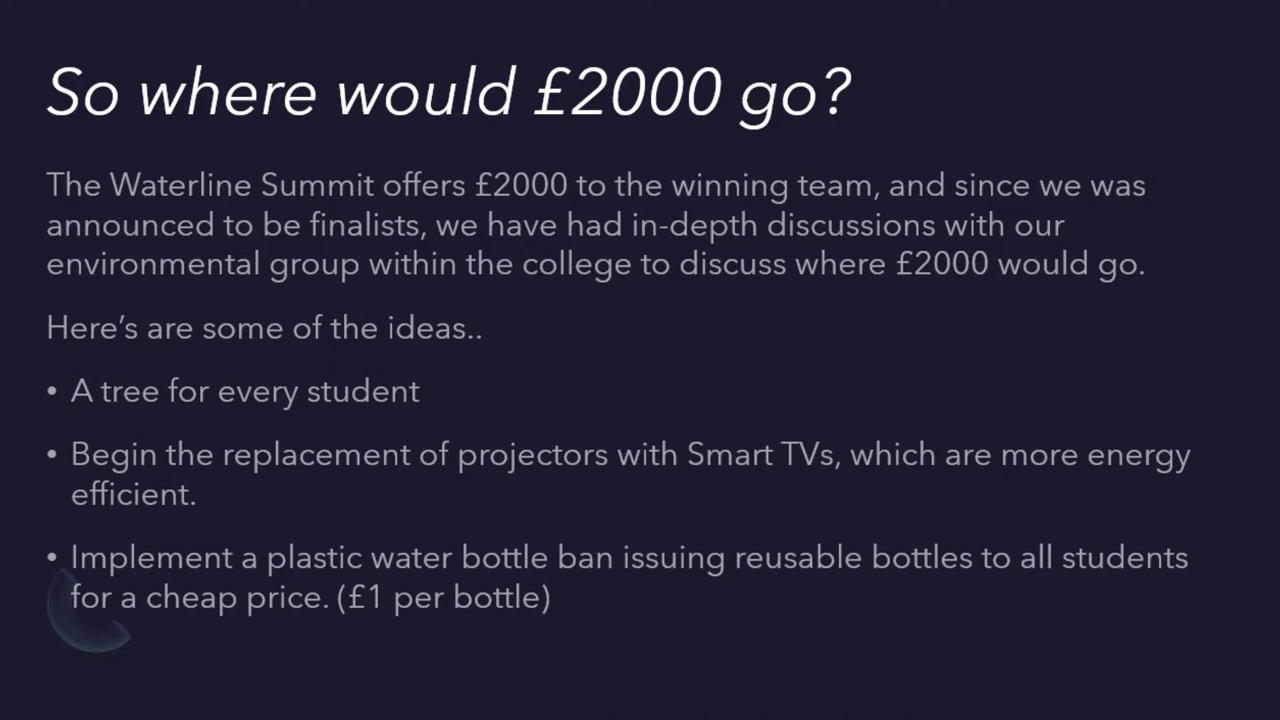 So where would £2000 go?
The Waterline Summit offers £2000 to the winning team, and since we was
announced to be finalists, we have had in-depth discussions with our
environmental group within the college to discuss where £2000 would go.
Here’s are some of the ideas..
• A tree for every student
• Begin the replacement of projectors with Smart TVs, which are more energy
efficient.
• Implement a plastic water bottle ban issuing reusable bottles to all students
for a cheap price. (£1 per bottle)